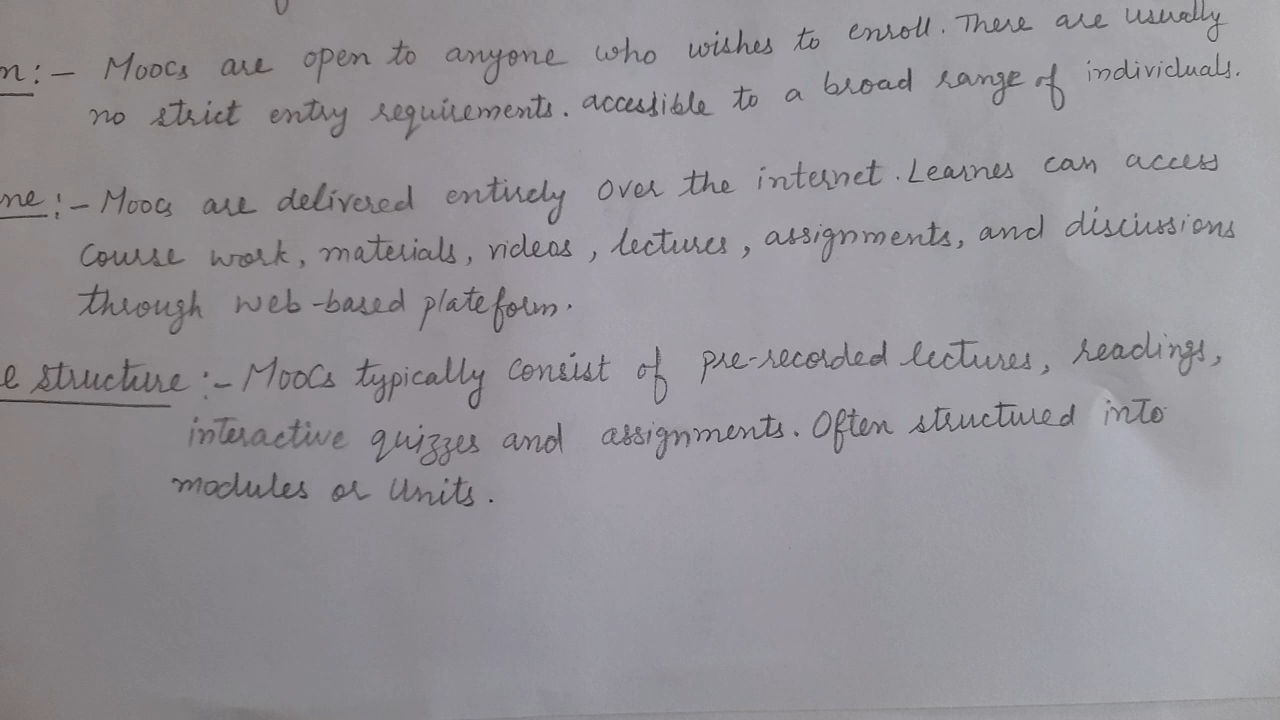 n:- Moocs are open to anyone who wishes to enroll. There are usually
no strict entry requirements. accessible to a broad range of individuals.
ne:- Moocs are delivered entirely over the internet. Learnes can access
course work, materials, videos, lectures, assignments, and disciussions
through web-based plateform.
e structure:- Moocs typically consist of pre-recorded lectures, readings,
interactive quizzes and assignments. Often structured into
modules or Units.